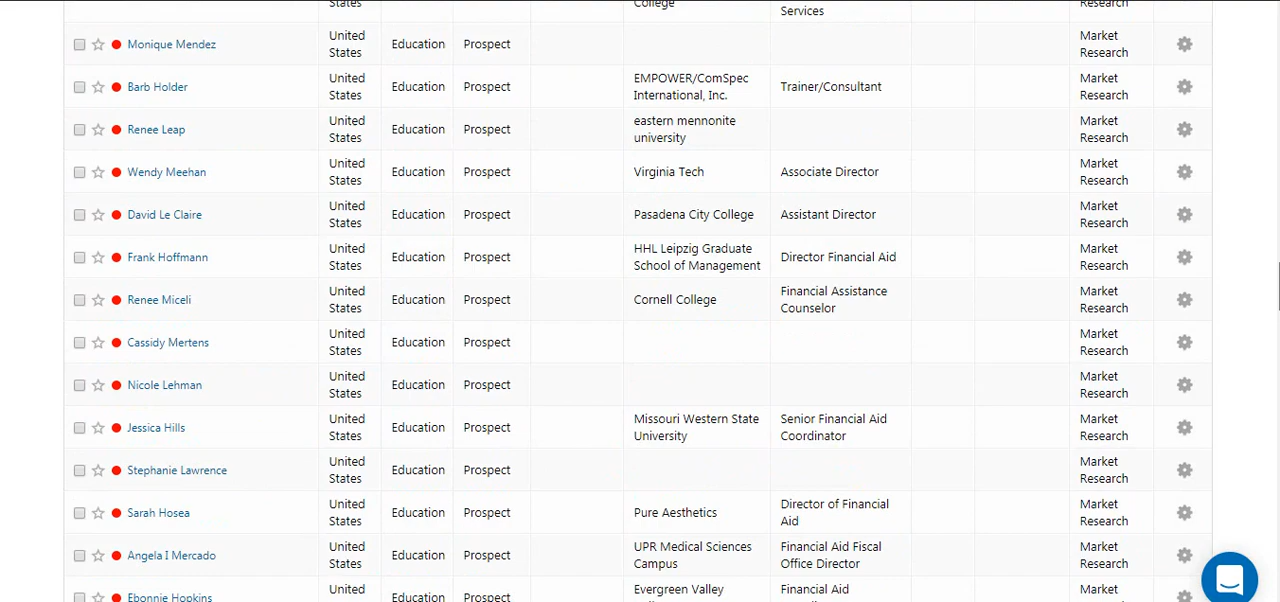 States College Services Research
Monique Mendez United States Education Prospect Market Research
Barb Holder United States Education Prospect EMPOWER/ComSpec International, Inc. Trainer/Consultant Market Research
Renee Leap United States Education Prospect eastern mennonite university Market Research
Wendy Meehan United States Education Prospect Virginia Tech Associate Director Market Research
David Le Claire United States Education Prospect Pasadena City College Assistant Director Market Research
Frank Hoffmann United States Education Prospect HHL Leipzig Graduate School of Management Director Financial Aid Market Research
Renee Miceli United States Education Prospect Cornell College Financial Assistance Counselor Market Research
Cassidy Mertens United States Education Prospect Market Research
Nicole Lehman United States Education Prospect Market Research
Jessica Hills United States Education Prospect Missouri Western State University Senior Financial Aid Coordinator Market Research
Stephanie Lawrence United States Education Prospect Market Research
Sarah Hosea United States Education Prospect Pure Aesthetics Director of Financial Aid Market Research
Angela I Mercado United States Education Prospect UPR Medical Sciences Campus Financial Aid Fiscal Office Director Market Research
Ebonnie Hopkins United Education Prospect Evergreen Valley Financial Aid Market